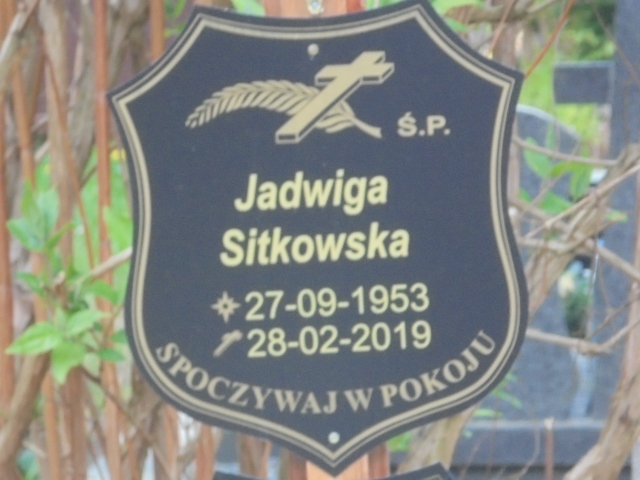 Ś.P.
Jadwiga
Sitkowska
27-09-1953
28-02-2019
SPOCZYWAJ W POKOJU